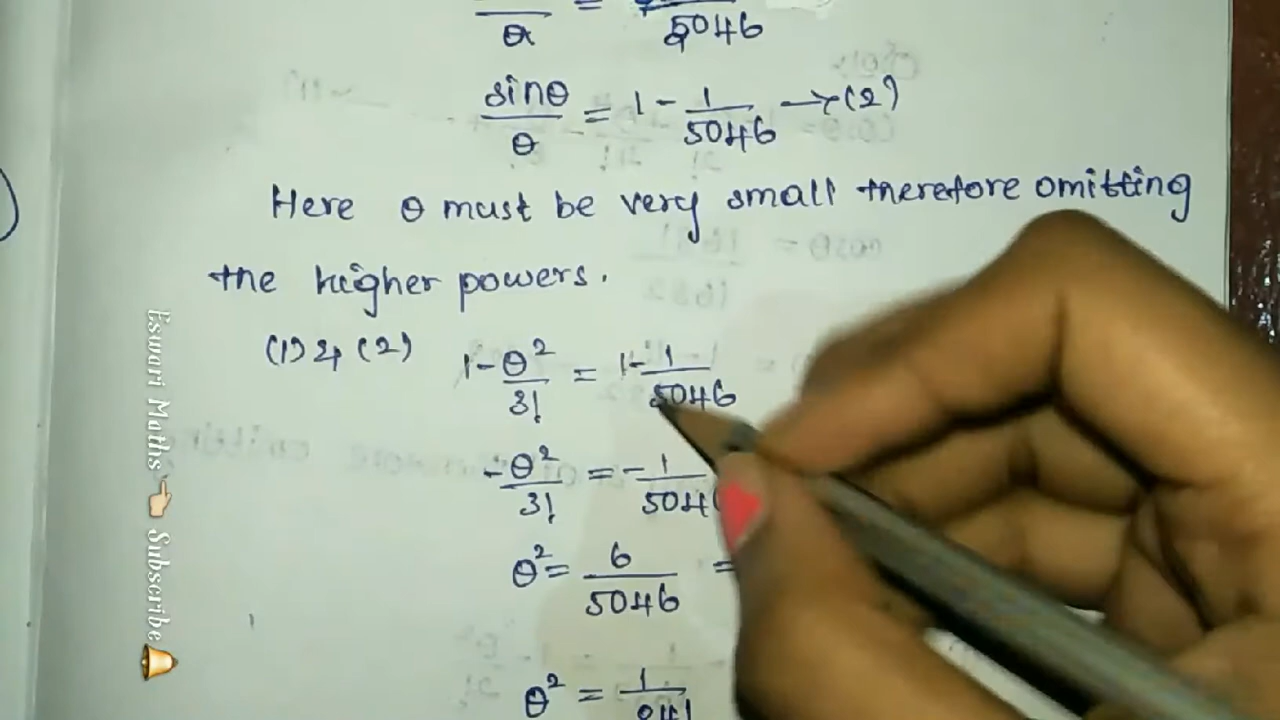 θ = 5046
sinθ/θ = 1 - 1/5046 → (2)
Here θ must be very small therefore omitting
the higher powers.
(1) & (2) 1 - θ²/3! = 1 - 1/5046
- θ²/3! = - 1/504
θ² = 6/5046 =
θ² = 1/841
Eswari Maths 👈🏻 Subscribe 🔔